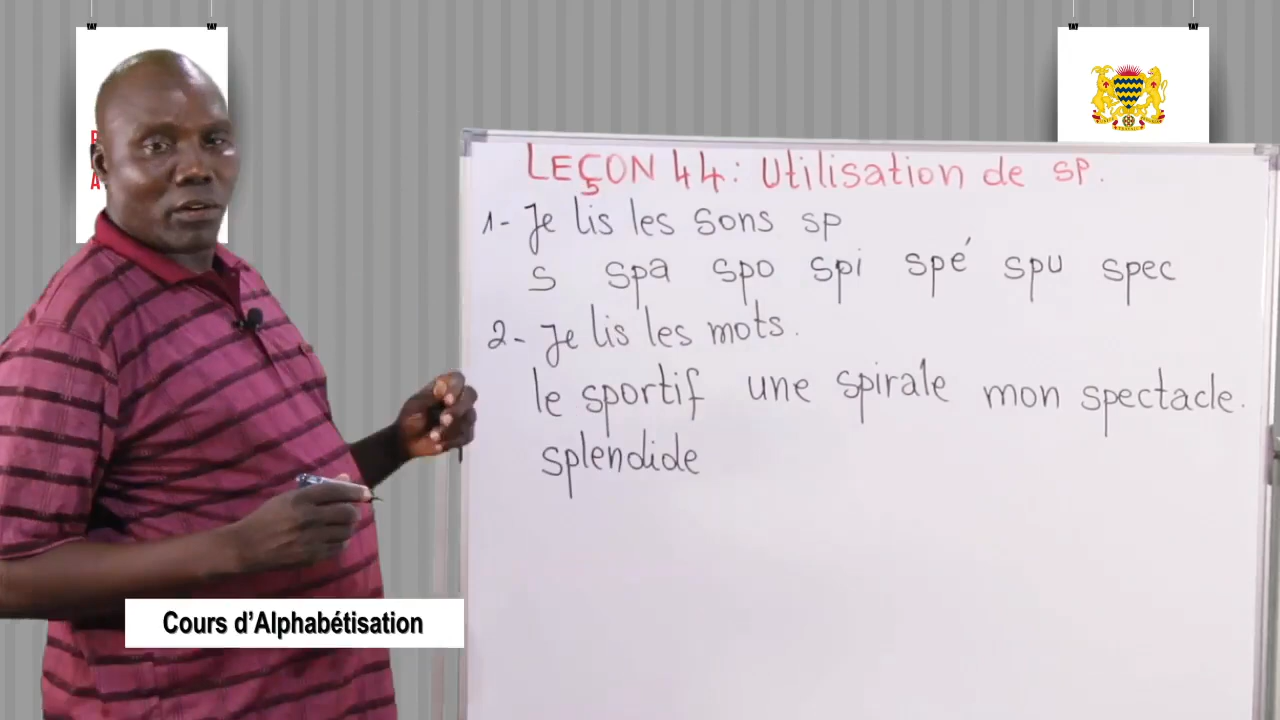 LEÇON 44: Utilisation de sp.
1- Je lis les sons sp
s spa spo spi spé spu spec
2- Je lis les mots.
le sportif une spirale mon spectacle.
splendide
Cours d'Alphabétisation